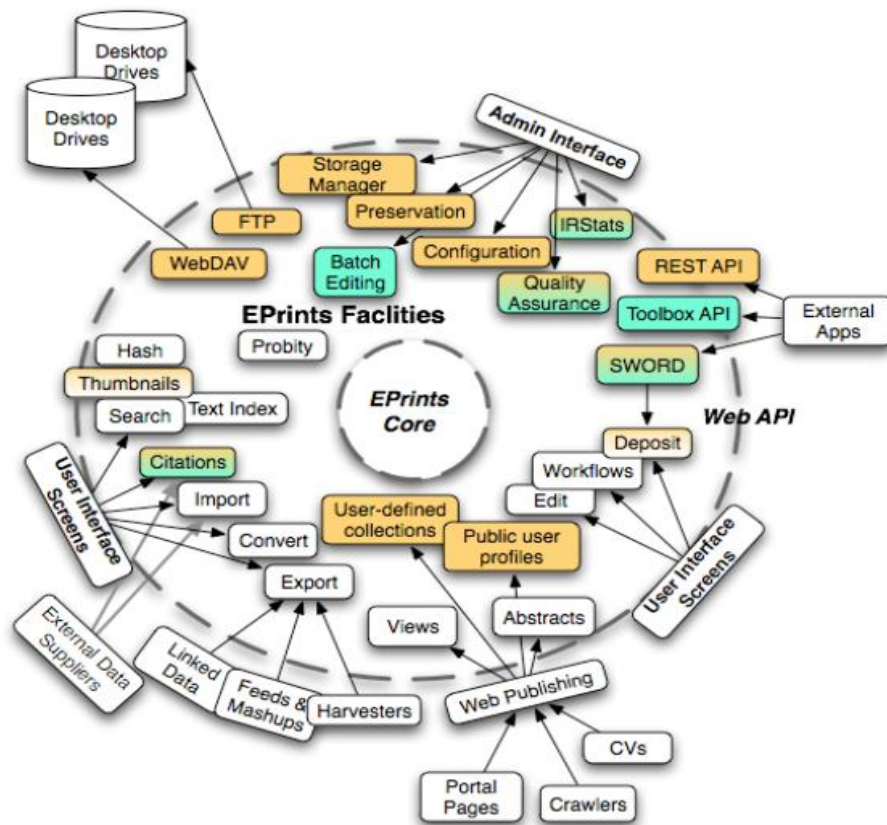 Desktop
Drives
Desktop
Drives
Admin Interface
Storage
Manager
Preservation
FTP
IRStats
Configuration
WebDAV
Batch
Editing
REST API
Quality
Assurance
EPrints Faclities
Toolbox API
External
Apps
Hash
Probity
Thumbnails
SWORD
Search
Text Index
EPrints
Core
Web API
Deposit
Citations
Workflows
User Interface
Screens
Import
Edit
User-defined
collections
Convert
Public user
profiles
User Interface
Screens
Export
Abstracts
Views
External Data
Suppliers
Linked
Data
Feeds &
Mashups
Harvesters
Web Publishing
CVs
Portal
Pages
Crawlers